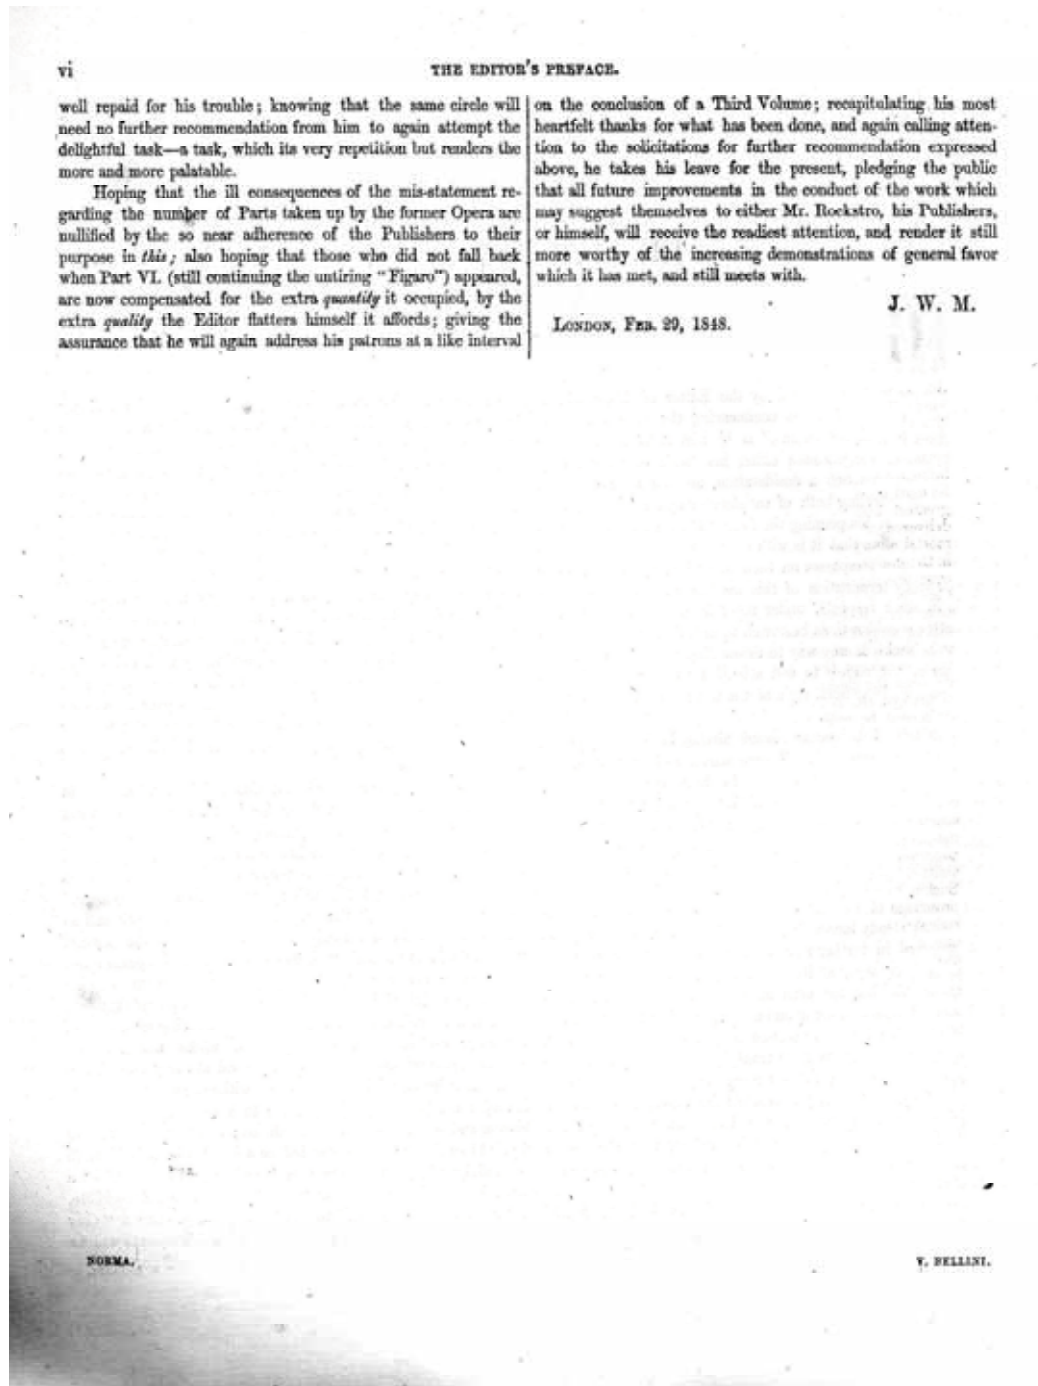 vi
THE EDITOR'S PREFACE.
well repaid for his trouble; knowing that the same circle will
need no further recommendation from him to again attempt the
delightful task—a task, which its very repetition but renders the
more and more palatable.
Hoping that the ill consequences of the mis-statement re-
garding the number of Parts taken up by the former Opera are
nullified by the so near adherence of the Publishers to their
purpose in this; also hoping that those who did not fall back
when Part VI. (still continuing the untiring "Figaro") appeared,
are now compensated for the extra quantity it occupied, by the
extra quality the Editor flatters himself it affords; giving the
assurance that he will again address his patrons at a like interval
on the conclusion of a Third Volume; recapitulating his most
heartfelt thanks for what has been done, and again calling atten-
tion to the solicitations for further recommendation expressed
above, he takes his leave for the present, pledging the public
that all future improvements in the conduct of the work which
may suggest themselves to either Mr. Rockstro, his Publishers,
or himself, will receive the readiest attention, and render it still
more worthy of the increasing demonstrations of general favor
which it has met, and still meets with.
J. W. M.
LONDON, FEB. 29, 1848.
NORMA.
V. BELLINI.